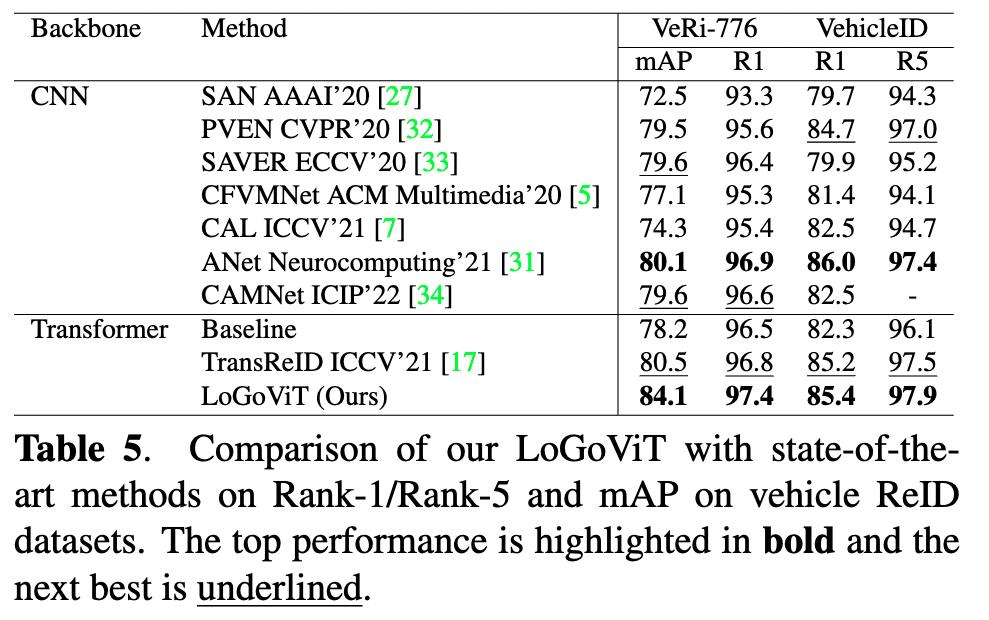 Backbone Method VeRi-776 VehicleID
mAP R1 R1 R5
CNN SAN AAAI’20 [27] 72.5 93.3 79.7 94.3
PVEN CVPR’20 [32] 79.5 95.6 84.7 97.0
SAVER ECCV’20 [33] 79.6 96.4 79.9 95.2
CFVMNet ACM Multimedia’20 [5] 77.1 95.3 81.4 94.1
CAL ICCV’21 [7] 74.3 95.4 82.5 94.7
ANet Neurocomputing’21 [31] 80.1 96.9 86.0 97.4
CAMNet ICIP’22 [34] 79.6 96.6 82.5 -
Transformer Baseline 78.2 96.5 82.3 96.1
TransReID ICCV’21 [17] 80.5 96.8 85.2 97.5
LoGoViT (Ours) 84.1 97.4 85.4 97.9
Table 5. Comparison of our LoGoViT with state-of-the-
art methods on Rank-1/Rank-5 and mAP on vehicle ReID
datasets. The top performance is highlighted in bold and the
next best is underlined.